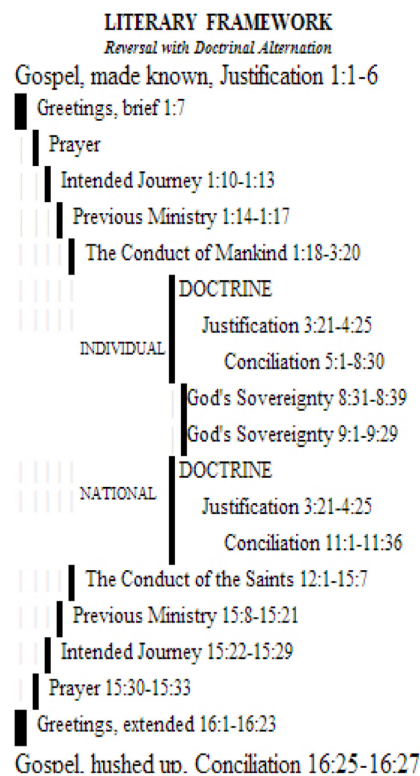 LITERARY FRAMEWORK
Reversal with Doctrinal Alternation
Gospel, made known, Justification 1:1-6
Greetings, brief 1:7
Prayer
Intended Journey 1:10-1:13
Previous Ministry 1:14-1:17
The Conduct of Mankind 1:18-3:20
DOCTRINE
Justification 3:21-4:25
INDIVIDUAL
Conciliation 5:1-8:30
God's Sovereignty 8:31-8:39
God's Sovereignty 9:1-9:29
DOCTRINE
NATIONAL
Justification 3:21-4:25
Conciliation 11:1-11:36
The Conduct of the Saints 12:1-15:7
Previous Ministry 15:8-15:21
Intended Journey 15:22-15:29
Prayer 15:30-15:33
Greetings, extended 16:1-16:23
Gospel, hushed up, Conciliation 16:25-16:27